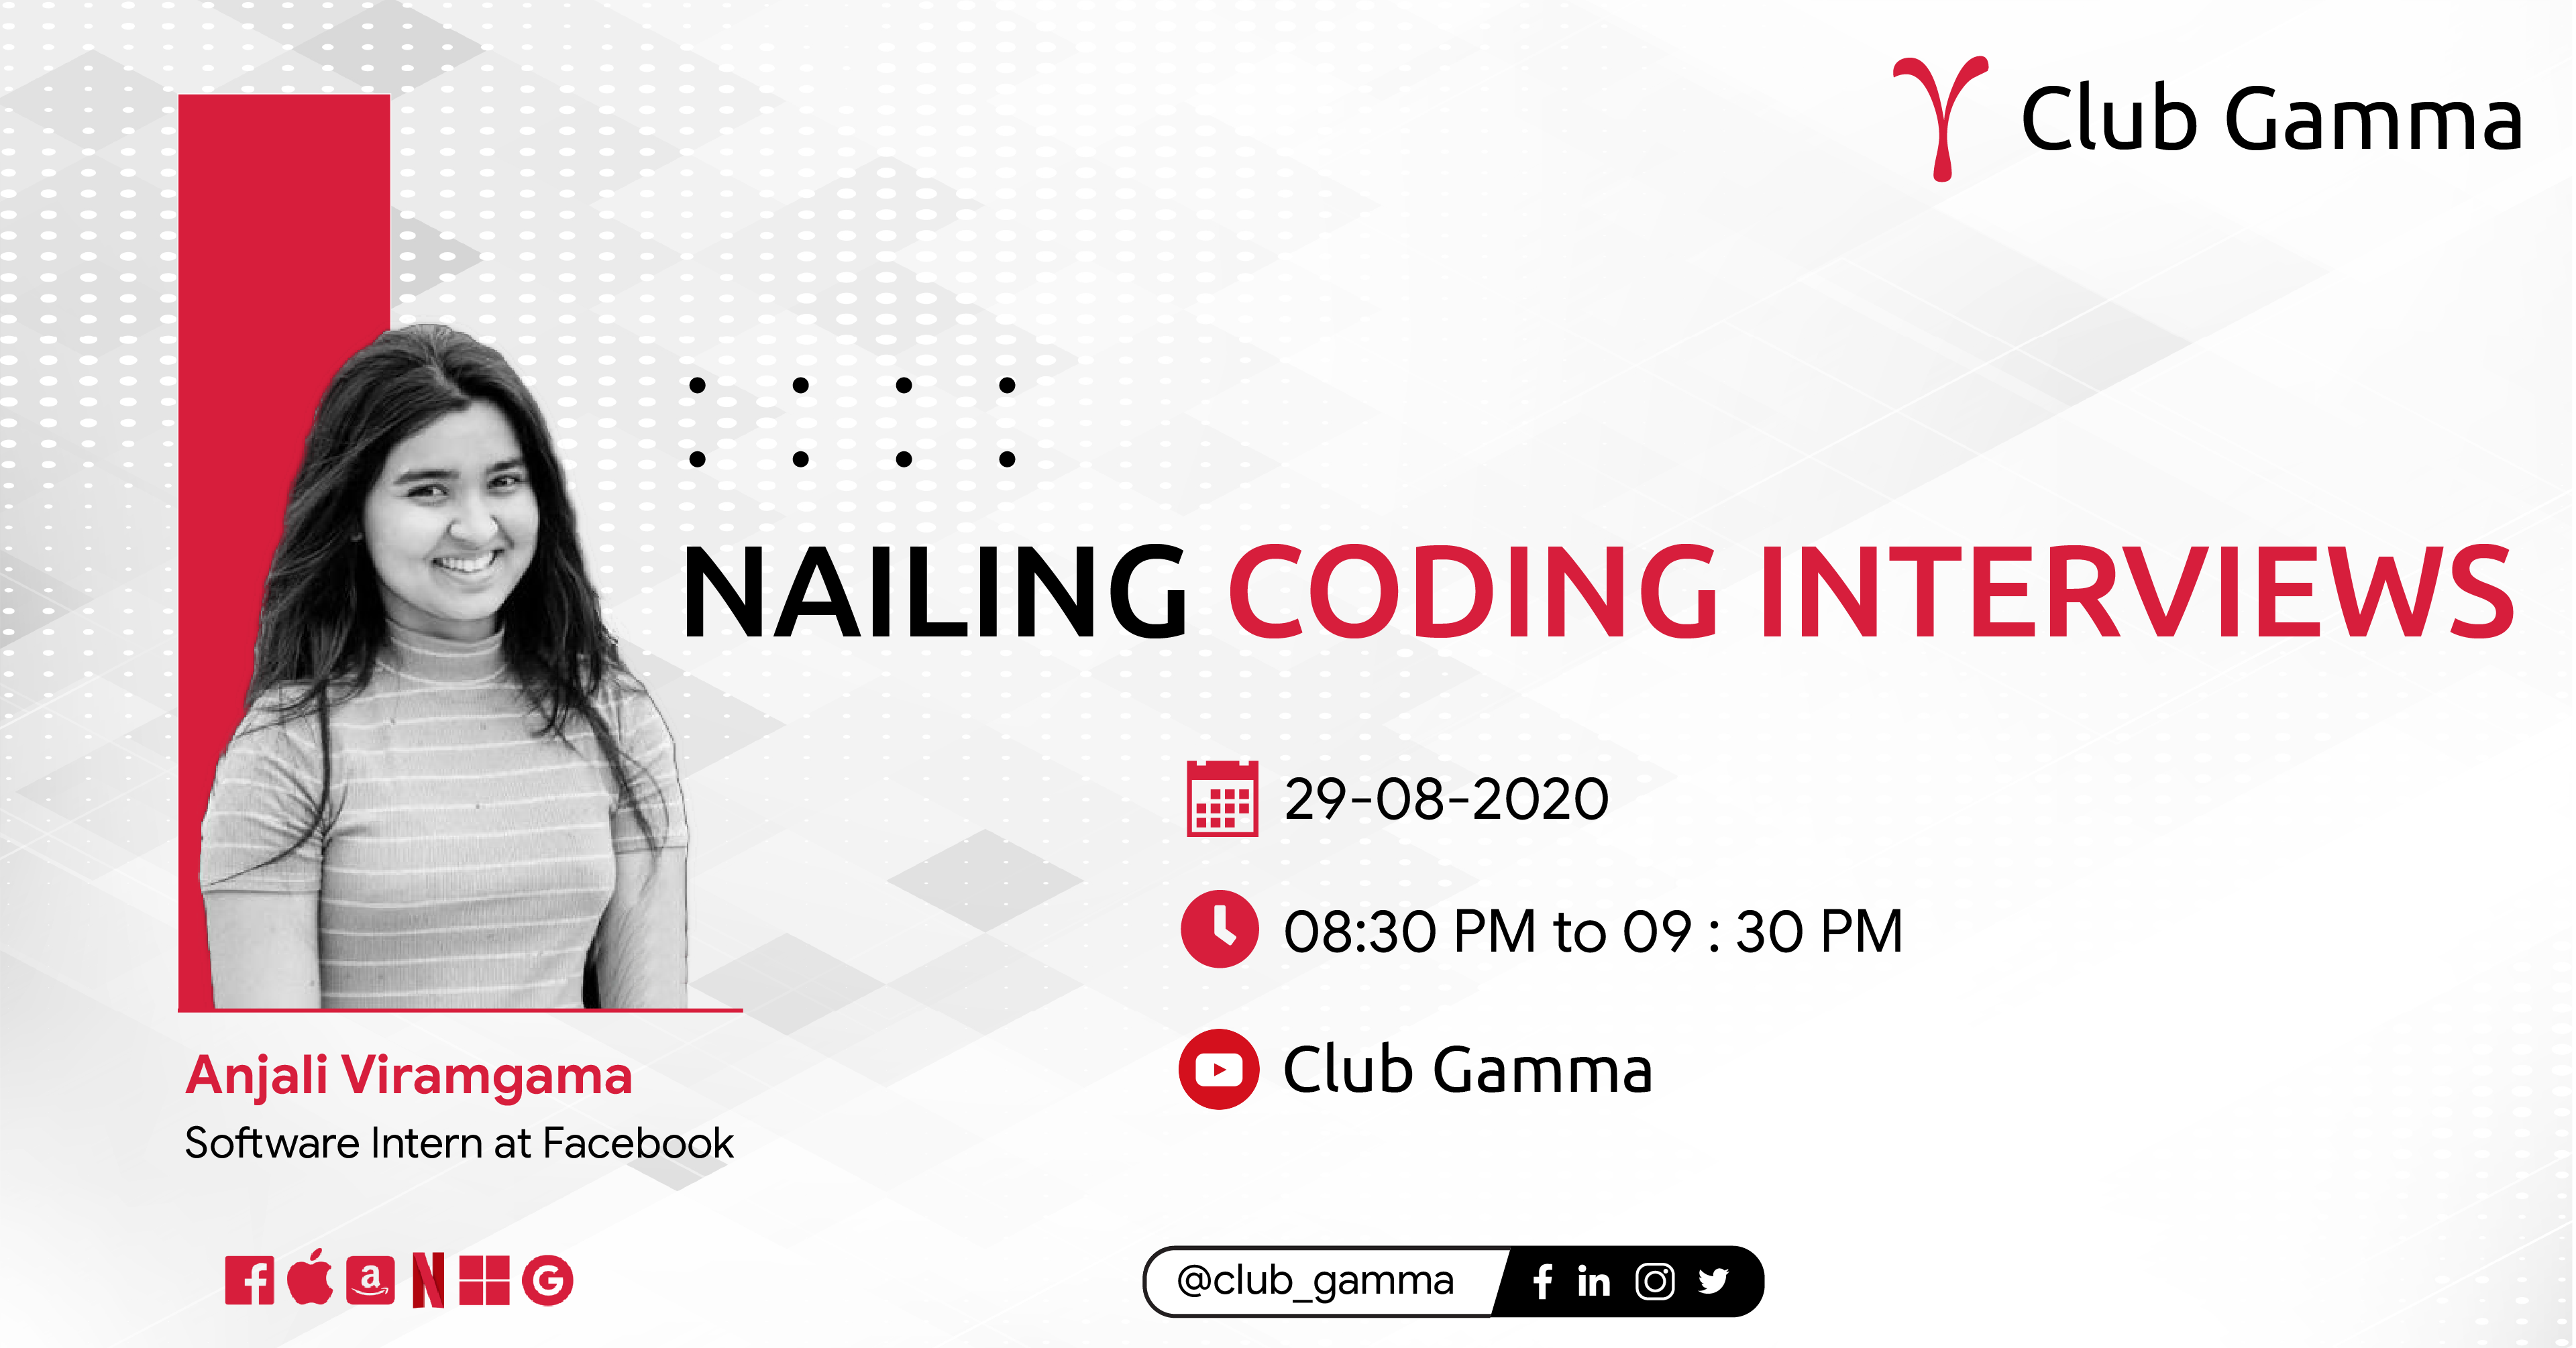 Club Gamma
NAILING CODING INTERVIEWS
29-08-2020
08:30 PM to 09 : 30 PM
Club Gamma
Anjali Viramgama
Software Intern at Facebook
@club_gamma